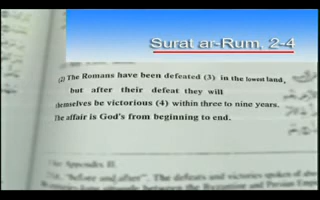 Surat ar-Rum, 2-4
(2) The Romans have been defeated (3) in the lowest land,
but after their defeat they will
themselves be victorious (4) within three to nine years.
The affair is God's from beginning to end.
See Appendix II.
"Before and after". The defeats and victories spoken of
between the Byzantine and Persian